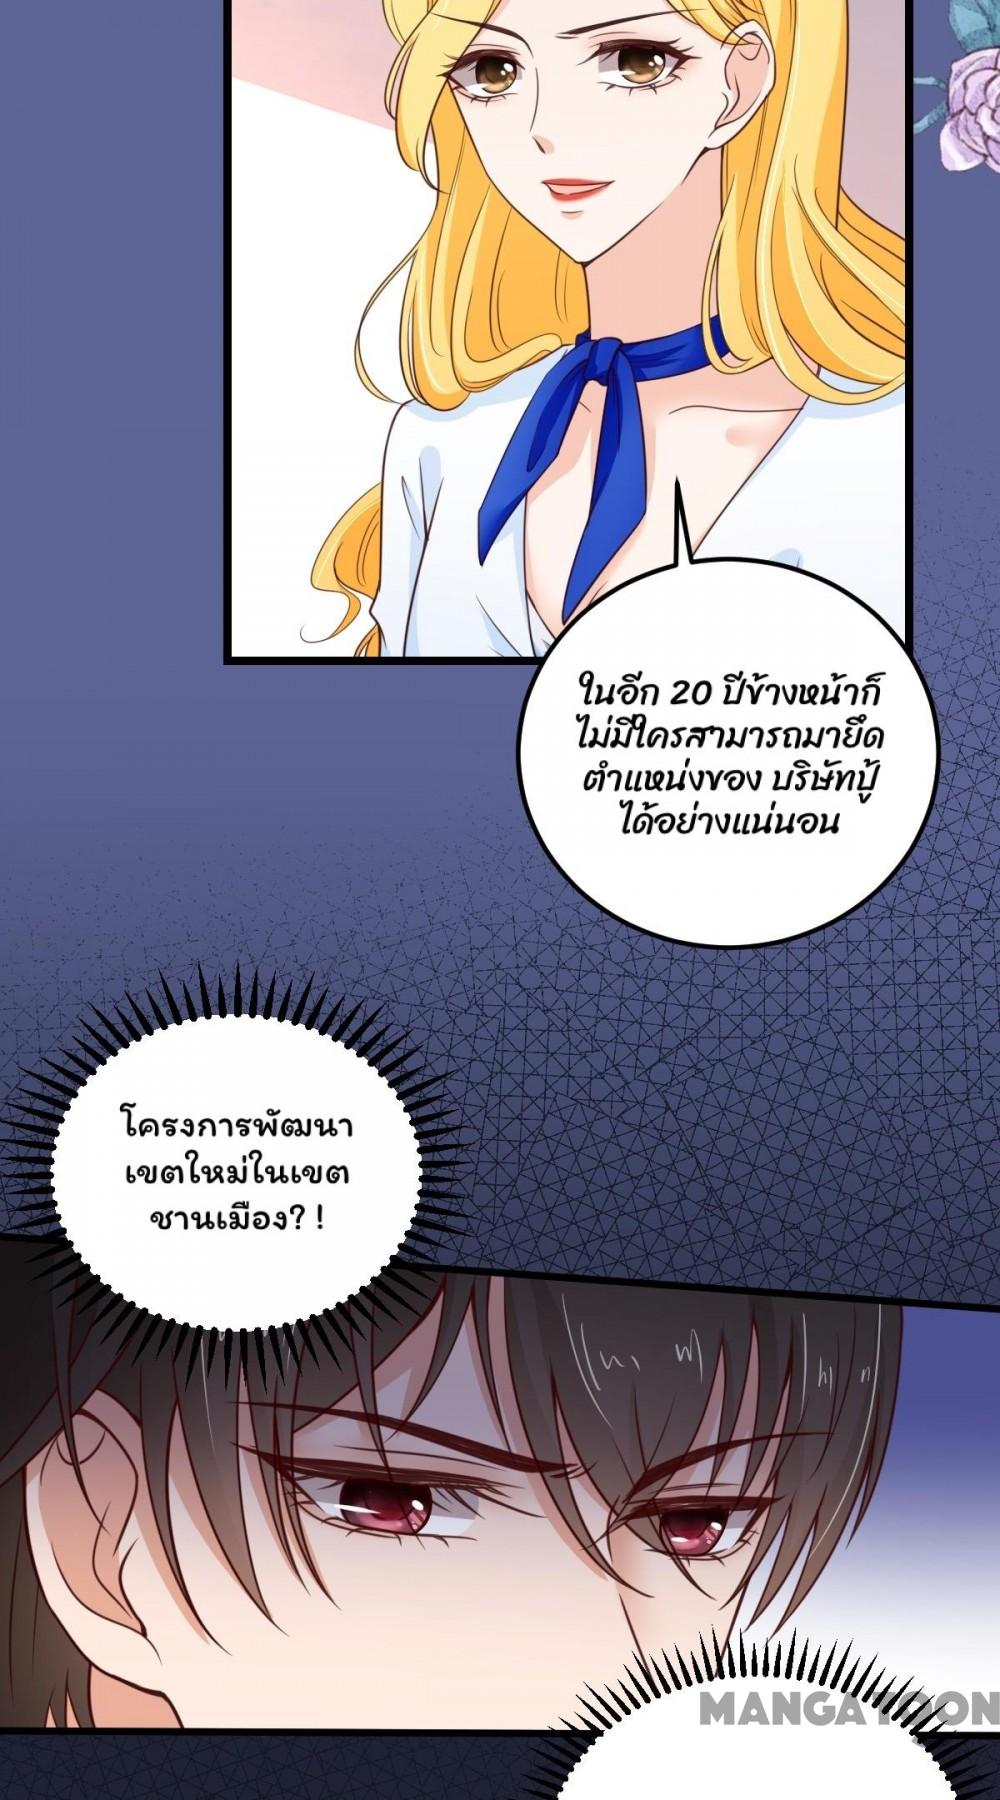 ในอีก 20 ปีข้างหน้าก็
ไม่มีใครสามารถมายึด
ตำแหน่งของ บริษัทปู้
ได้อย่างแน่นอน
โครงการพัฒนา
เขตใหม่ในเขต
ชานเมือง? !
MANGATOON